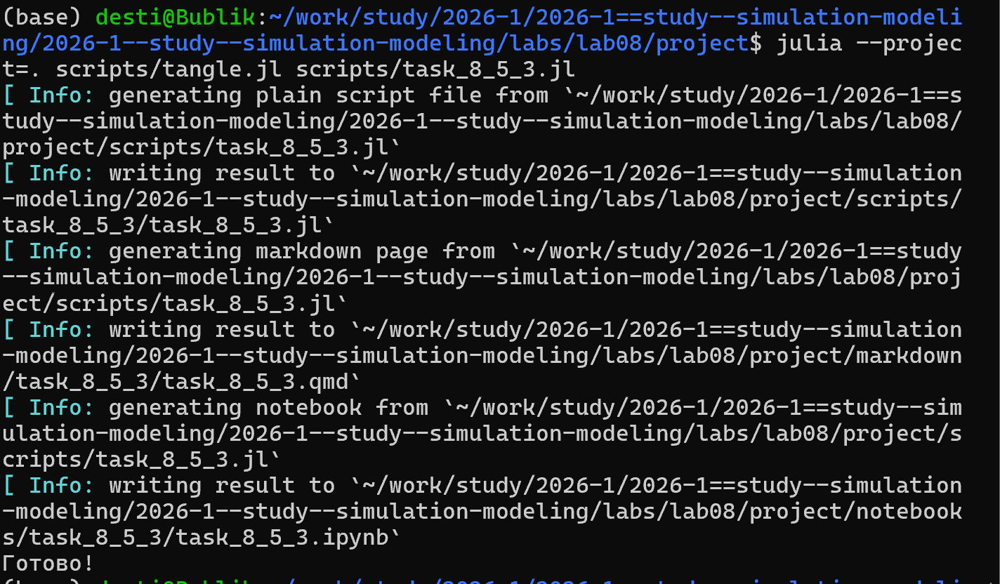 (base) desti@Bublik:~/work/study/2026-1/2026-1==study--simulation-modeli
ng/2026-1--study--simulation-modeling/labs/lab08/project$ julia --projec
t=. scripts/tangle.jl scripts/task_8_5_3.jl
[ Info: generating plain script file from `~/work/study/2026-1/2026-1==s
tudy--simulation-modeling/2026-1--study--simulation-modeling/labs/lab08/
project/scripts/task_8_5_3.jl`
[ Info: writing result to `~/work/study/2026-1/2026-1==study--simulation
-modeling/2026-1--study--simulation-modeling/labs/lab08/project/scripts/
task_8_5_3/task_8_5_3.jl`
[ Info: generating markdown page from `~/work/study/2026-1/2026-1==study
--simulation-modeling/2026-1--study--simulation-modeling/labs/lab08/proj
ect/scripts/task_8_5_3.jl`
[ Info: writing result to `~/work/study/2026-1/2026-1==study--simulation
-modeling/2026-1--study--simulation-modeling/labs/lab08/project/markdown
/task_8_5_3/task_8_5_3.qmd`
[ Info: generating notebook from `~/work/study/2026-1/2026-1==study--sim
ulation-modeling/2026-1--study--simulation-modeling/labs/lab08/project/s
cripts/task_8_5_3.jl`
[ Info: writing result to `~/work/study/2026-1/2026-1==study--simulation
-modeling/2026-1--study--simulation-modeling/labs/lab08/project/notebook
s/task_8_5_3/task_8_5_3.ipynb`
Готово!